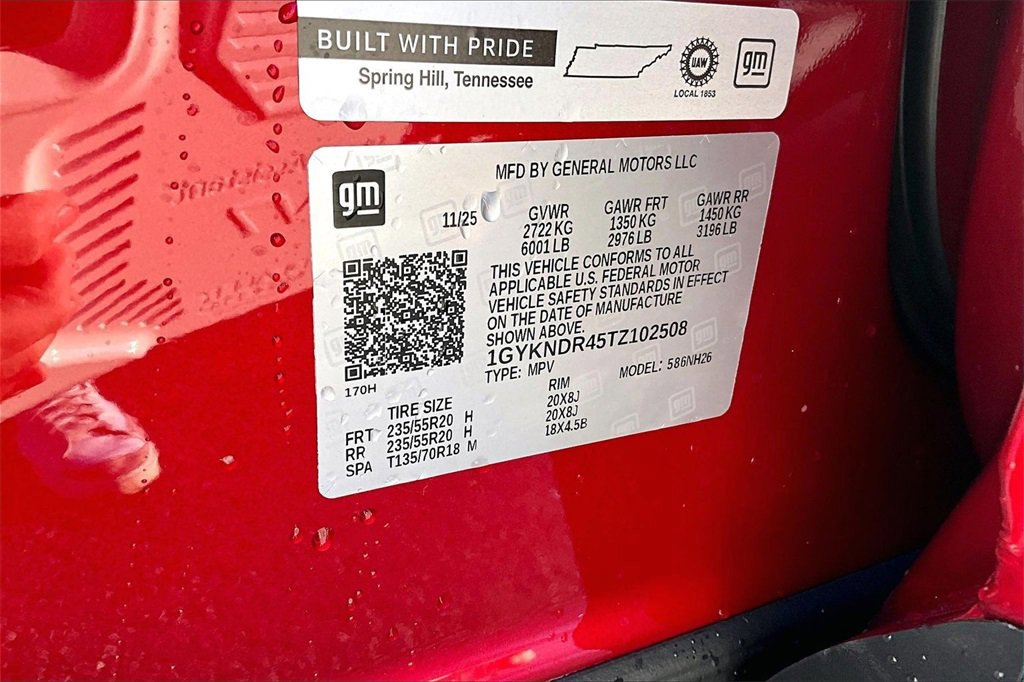 BUILT WITH PRIDE
Spring Hill, Tennessee
UAW
LOCAL 1853
gm
MFD BY GENERAL MOTORS LLC
gm
11/25
GVWR GAWR FRT GAWR RR
2722 KG 1350 KG 1450 KG
6001 LB 2976 LB 3196 LB
THIS VEHICLE CONFORMS TO ALL
APPLICABLE U.S. FEDERAL MOTOR
VEHICLE SAFETY STANDARDS IN EFFECT
ON THE DATE OF MANUFACTURE
SHOWN ABOVE.
1GYKNDR45TZ102508
TYPE: MPV MODEL: 586NH26
170H
TIRE SIZE RIM
FRT 235/55R20 H 20X8J
RR 235/55R20 H 20X8J
SPA T135/70R18 M 18X4.5B